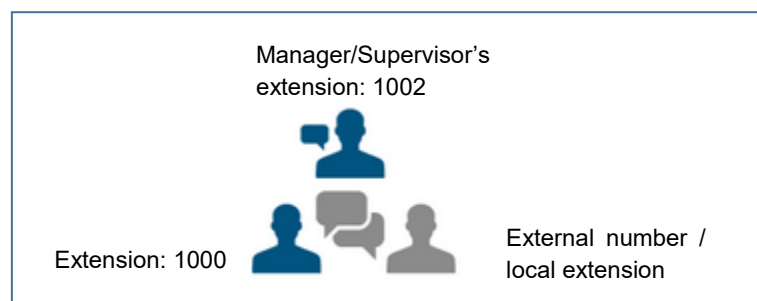 Manager/Supervisor’s
extension: 1002
Extension: 1000
External number /
local extension